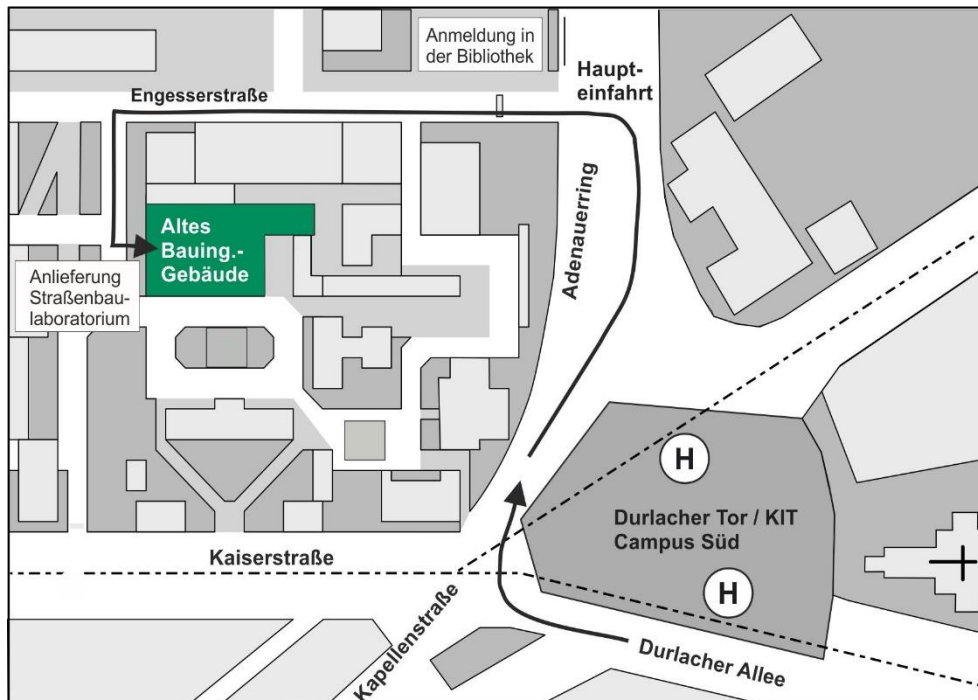 Anmeldung in
der Bibliothek
Haupt-
einfahrt
Engesserstraße
Adenauerring
Altes
Bauing.-
Gebäude
Anlieferung
Straßenbau-
laboratorium
H
Durlacher Tor / KIT
Campus Süd
H
Kaiserstraße
Kapellenstraße
Durlacher Allee